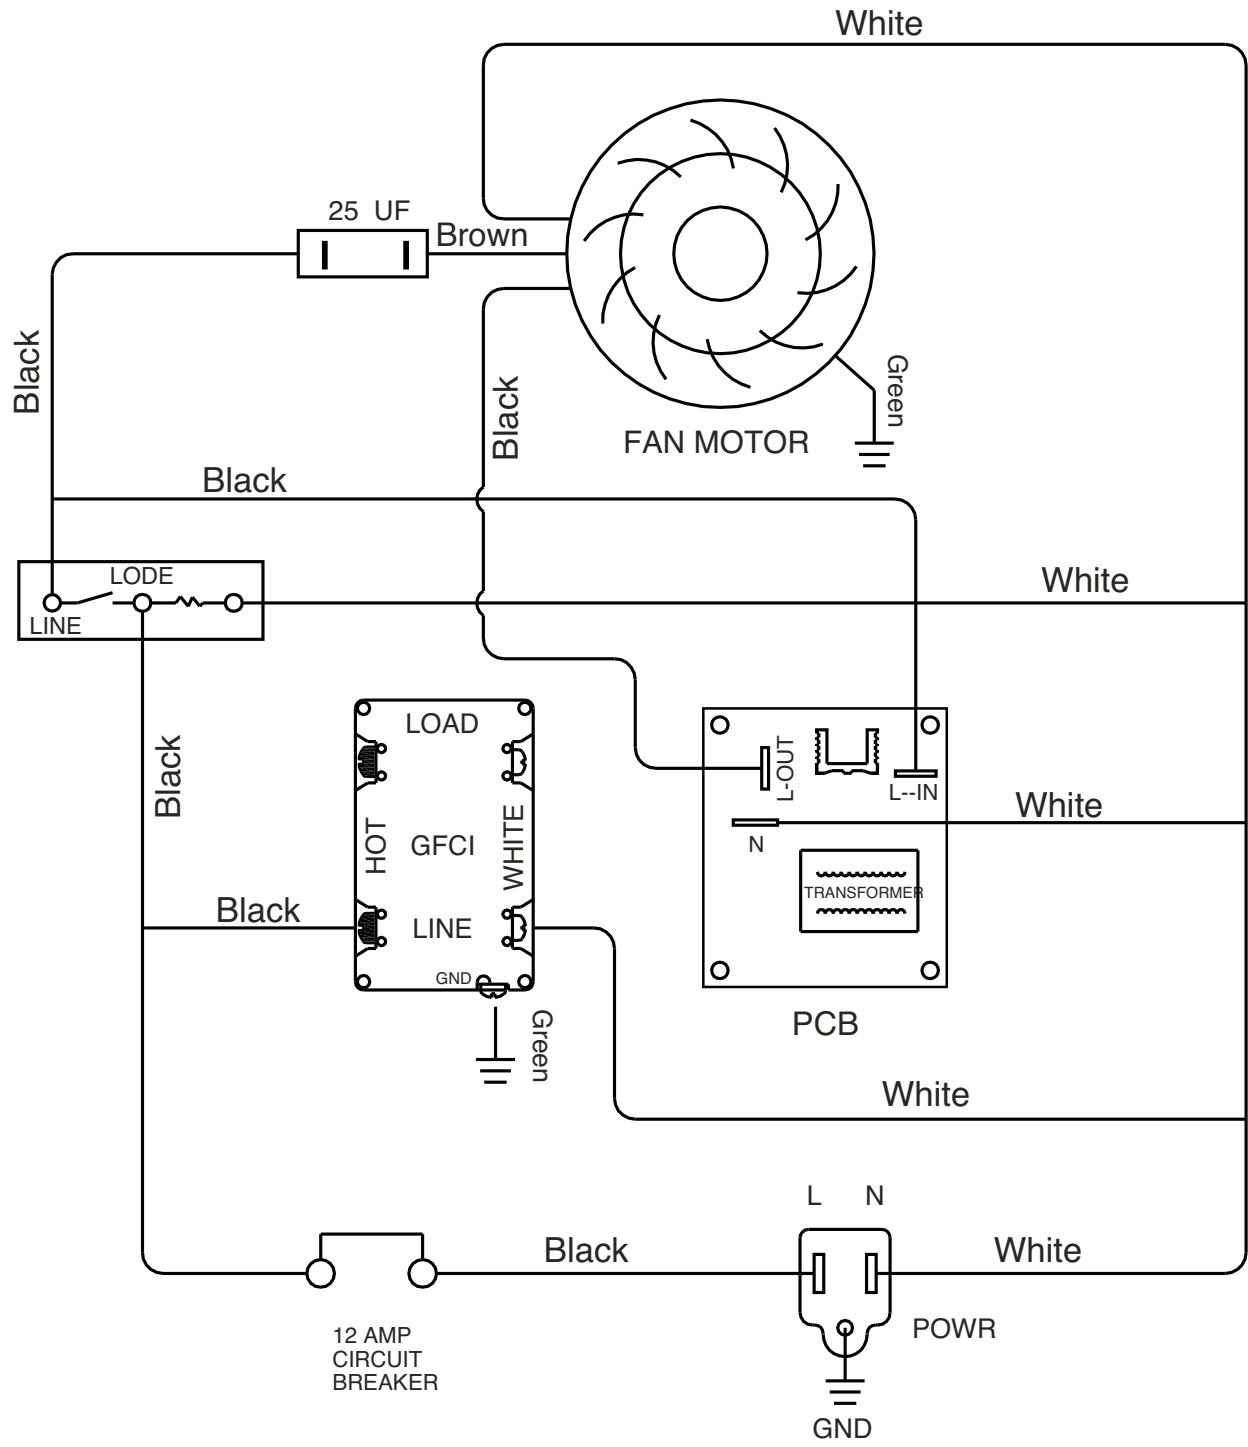 White
25 UF
Brown
Black
Black
Green
FAN MOTOR
Black
LODE
LINE
White
Black
LOAD
HOT
GFCI
WHITE
LINE
GND
Black
Green
L-OUT
L--IN
N
TRANSFORMER
PCB
White
White
L N
Black
White
POWR
GND
12 AMP
CIRCUIT
BREAKER